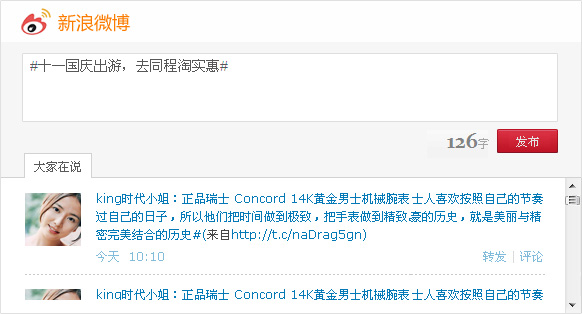 新浪微博
#十一国庆出游，去同程淘实惠#
126字 发布
大家在说
king时代小姐：正品瑞士 Concord 14K黄金男士机械腕表士人喜欢按照自己的节奏
过自己的日子，所以他们把时间做到极致，把手表做到精致,豪的历史，就是美丽与精
密完美结合的历史#(来自http://t.c/naDrag5gn)
今天 10:10 转发 | 评论
king时代小姐：正品瑞士 Concord 14K黄金男士机械腕表士人喜欢按照自己的节奏